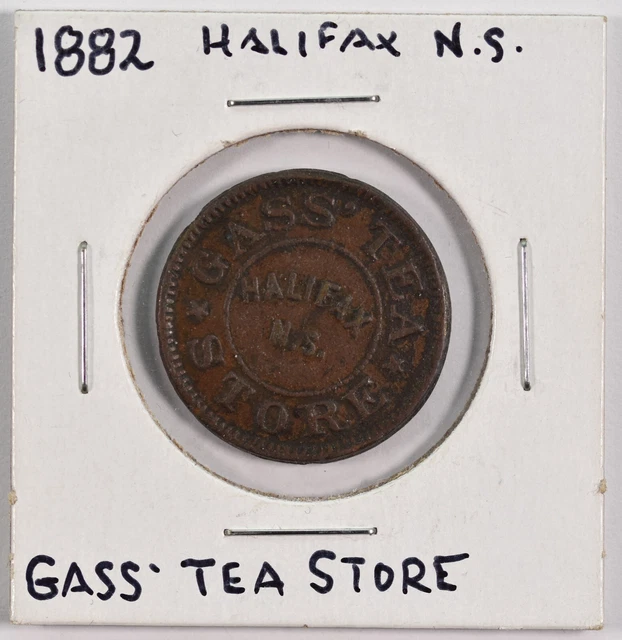 1882 HALIFAX N.S.
GASS' TEA
STORE
HALIFAX
N.S.
GASS' TEA STORE